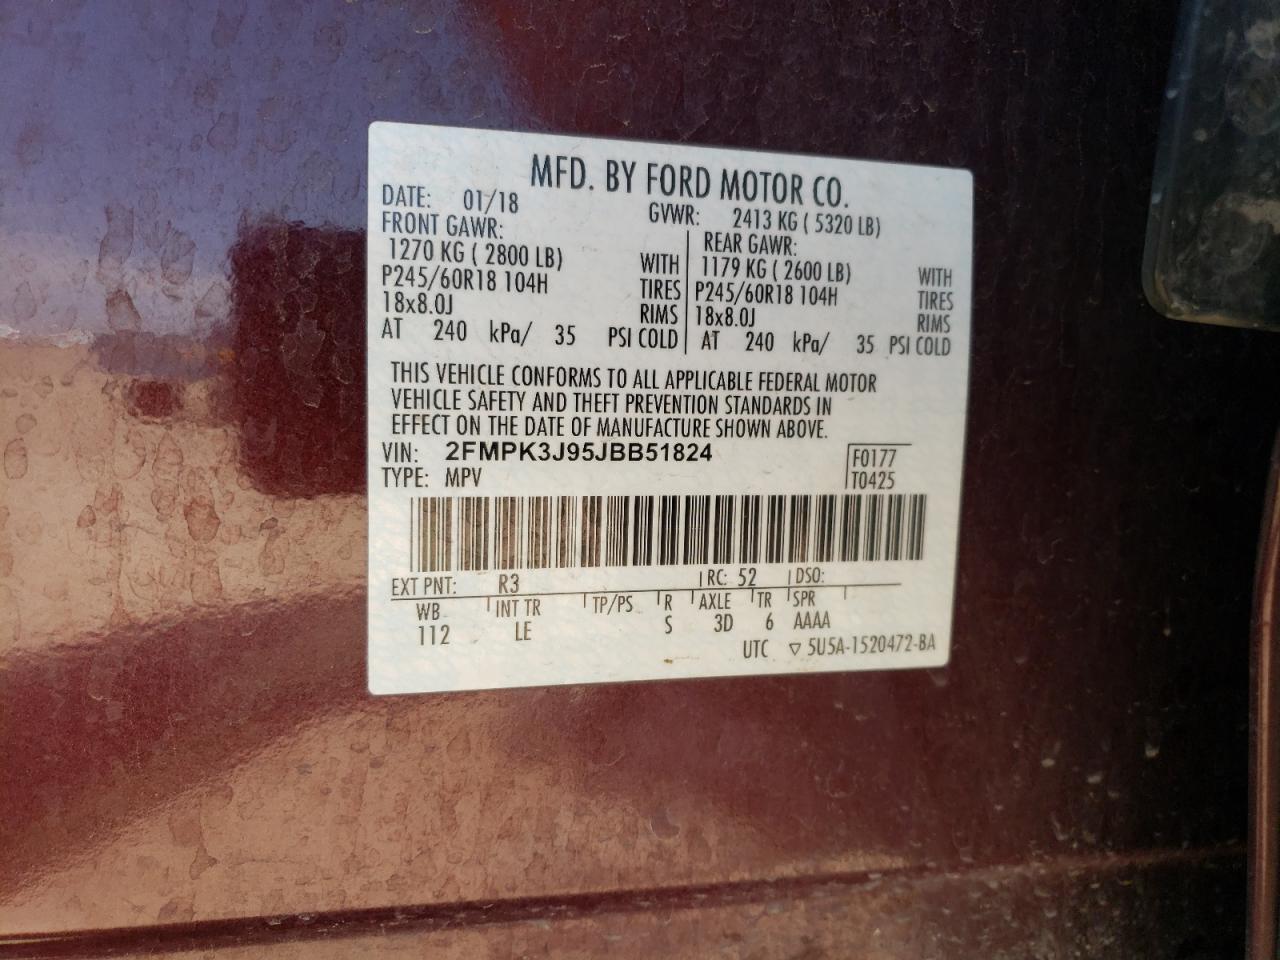 MFD. BY FORD MOTOR CO.
DATE: 01/18 GVWR: 2413 KG ( 5320 LB)
FRONT GAWR: REAR GAWR:
1270 KG ( 2800 LB) WITH 1179 KG ( 2600 LB) WITH
P245/60R18 104H TIRES P245/60R18 104H TIRES
18x8.0J RIMS 18x8.0J RIMS
AT 240 kPa/ 35 PSI COLD AT 240 kPa/ 35 PSI COLD
THIS VEHICLE CONFORMS TO ALL APPLICABLE FEDERAL MOTOR
VEHICLE SAFETY AND THEFT PREVENTION STANDARDS IN
EFFECT ON THE DATE OF MANUFACTURE SHOWN ABOVE.
VIN: 2FMPK3J95JBB51824 F0177
TYPE: MPV T0425
EXT PNT: R3 RC: 52 DSO:
WB INT TR TP/PS R AXLE TR SPR
112 LE S 3D 6 AAAA
UTC ▽ 5U5A-1520472-BA